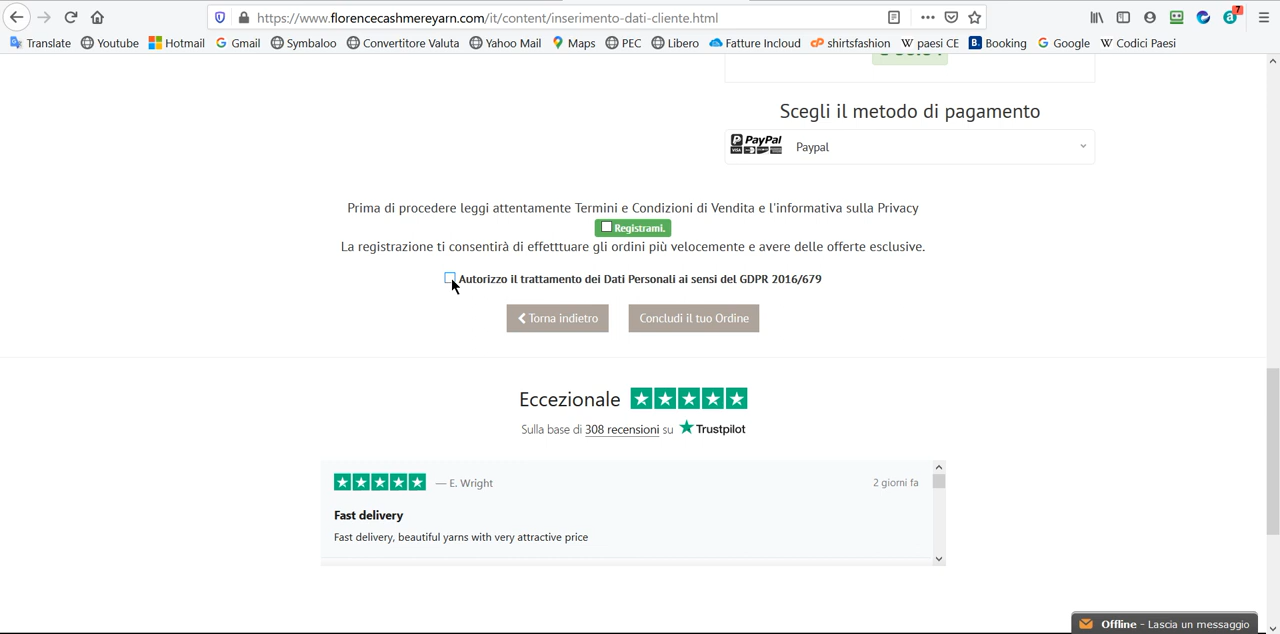 https://www.florencecashmereyarn.com/it/content/inserimento-dati-cliente.html
7
Translate Youtube Hotmail Gmail Symbaloo Convertitore Valuta Yahoo Mail Maps PEC Libero Fatture Incloud shirtsfashion paesi CE Booking Google Codici Paesi
Scegli il metodo di pagamento
PayPal Paypal
Prima di procedere leggi attentamente Termini e Condizioni di Vendita e l'informativa sulla Privacy
Registrami.
La registrazione ti consentirà di effetttuare gli ordini più velocemente e avere delle offerte esclusive.
Autorizzo il trattamento dei Dati Personali ai sensi del GDPR 2016/679
Torna indietro Concludi il tuo Ordine
Eccezionale
Sulla base di 308 recensioni su Trustpilot
— E. Wright 2 giorni fa
Fast delivery
Fast delivery, beautiful yarns with very attractive price
Offline - Lascia un messaggio